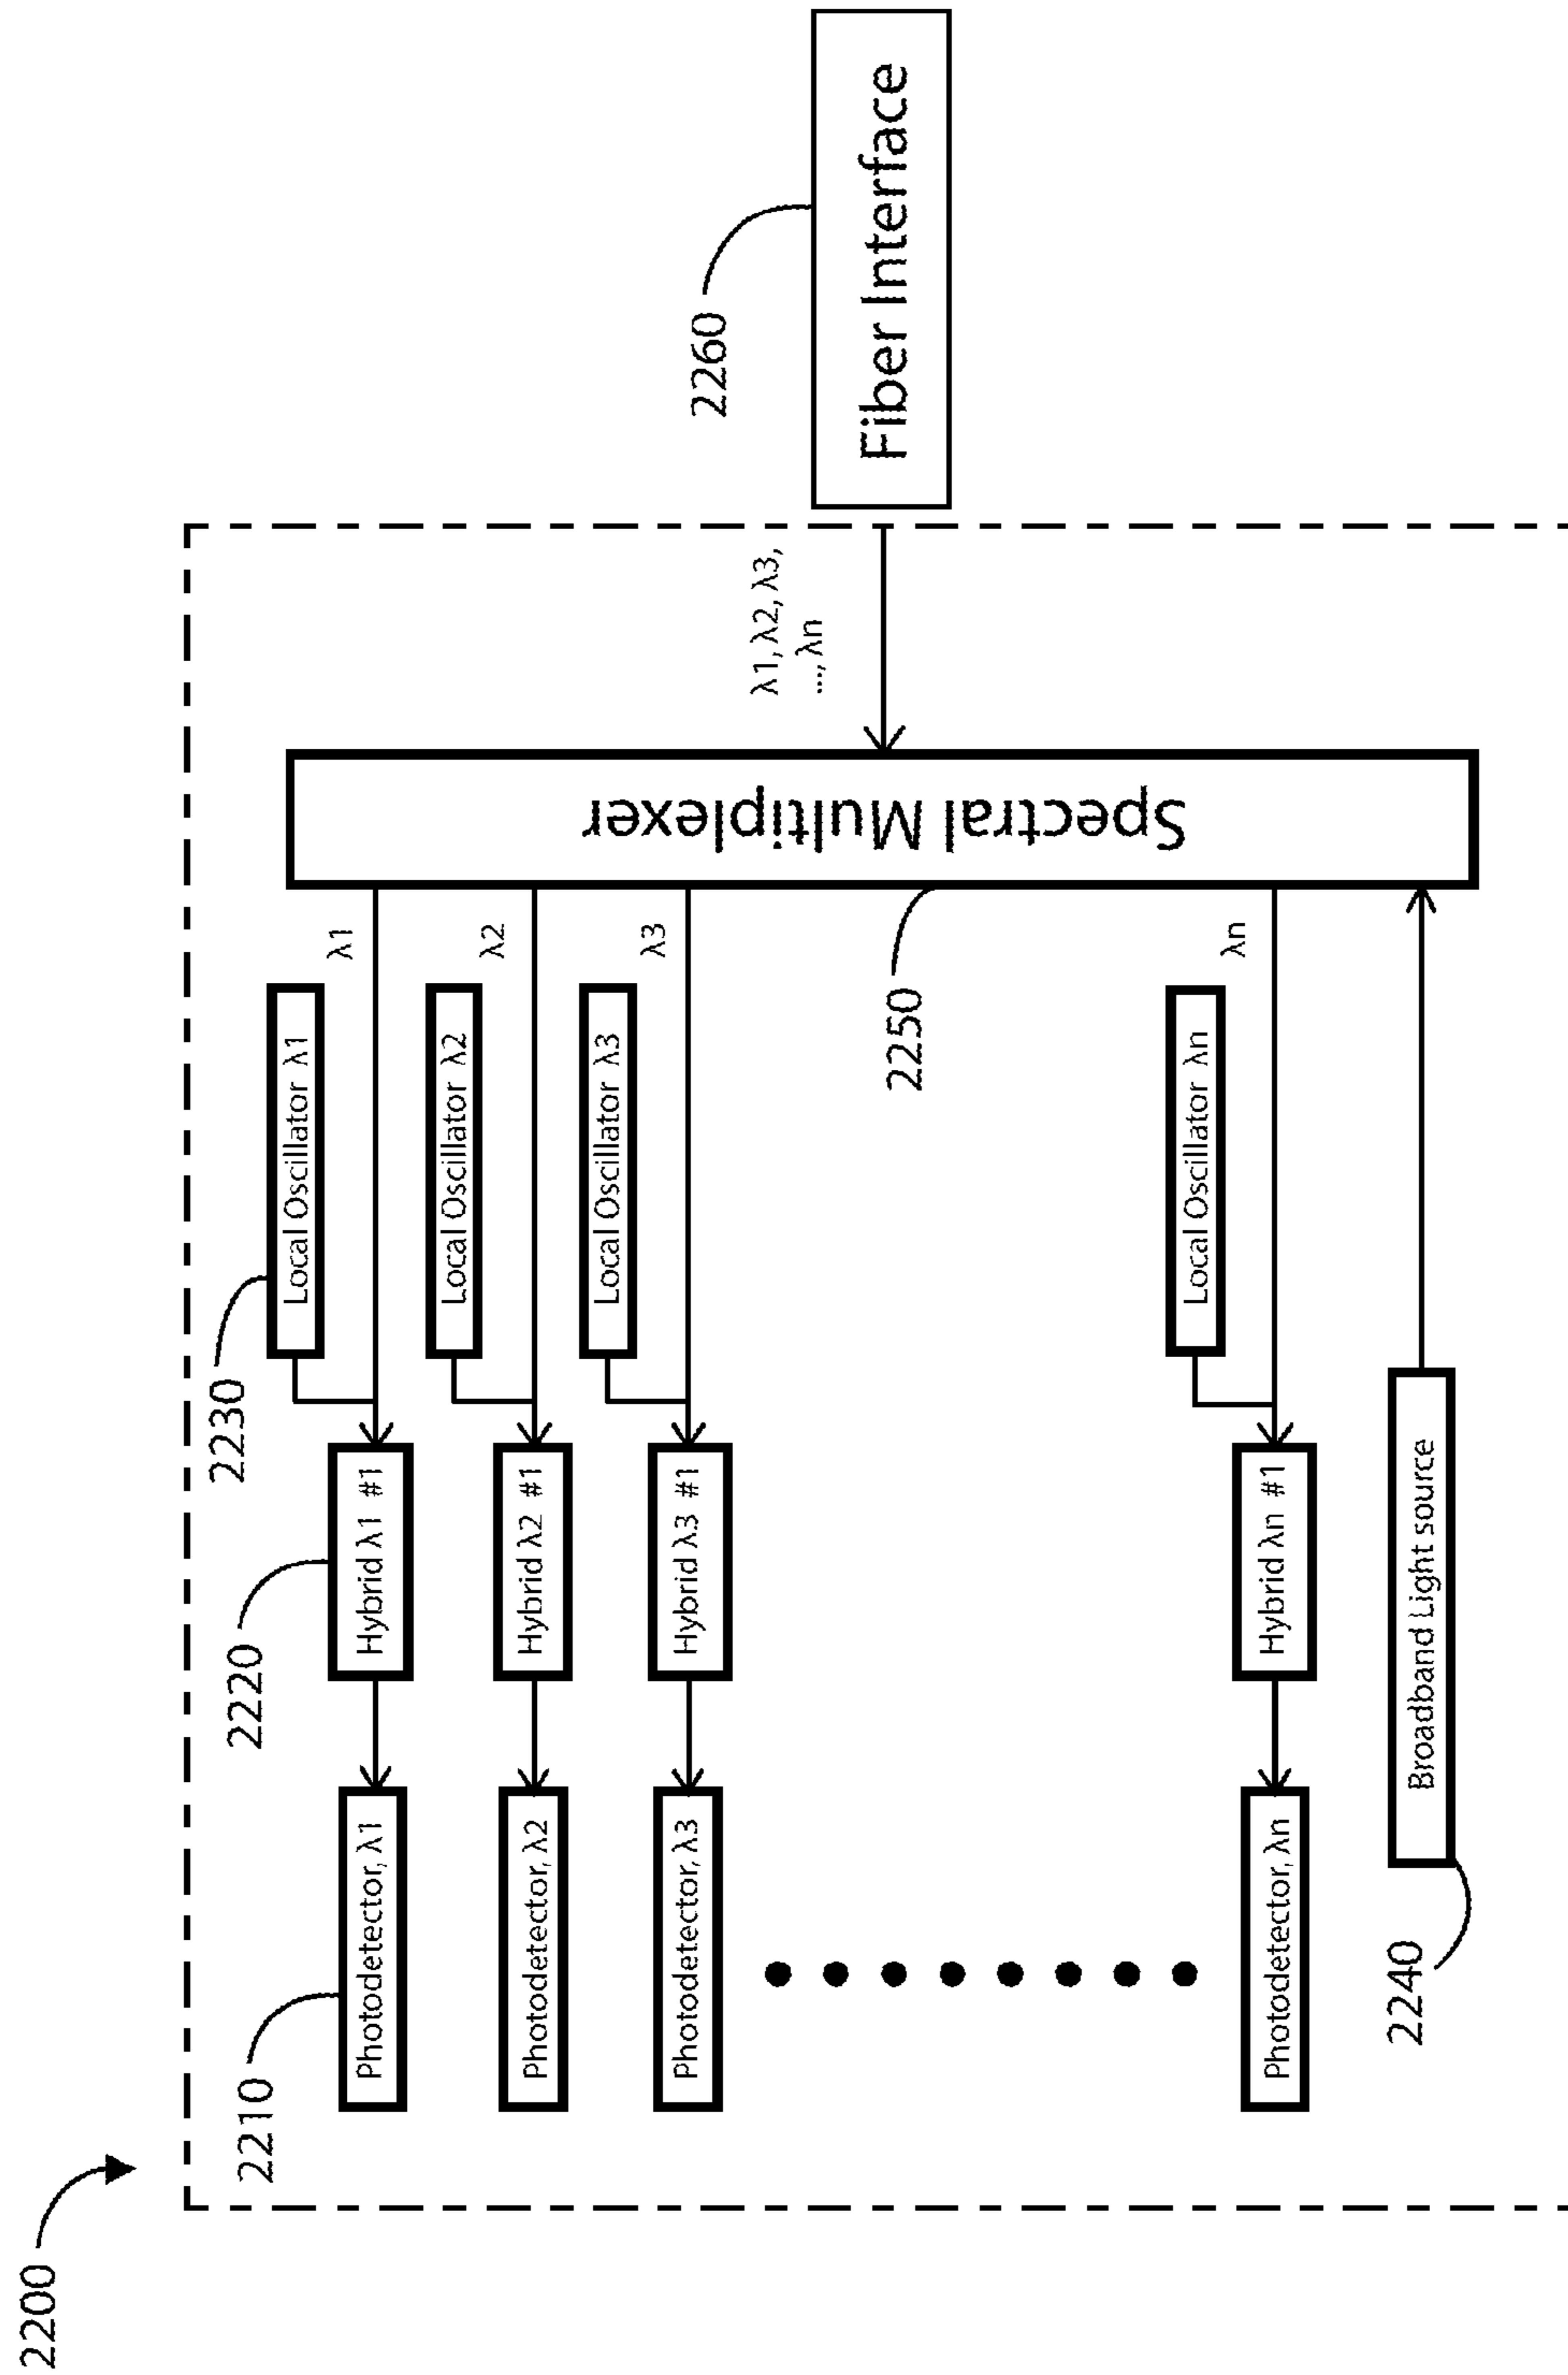 2200
2210
Photodetector, λ1
2220
Hybrid λ1 #1
2230
Local Oscillator λ1
λ1
Photodetector, λ2
Hybrid λ2 #1
Local Oscillator λ2
λ2
Photodetector, λ3
Hybrid λ3 #1
Local Oscillator λ3
λ3
Spectral Multiplexer
2250
λ1, λ2, λ3,
..., λn
2260
Fiber Interface
Photodetector, λn
Hybrid λn #1
Local Oscillator λn
λn
2240
Broadband Light source